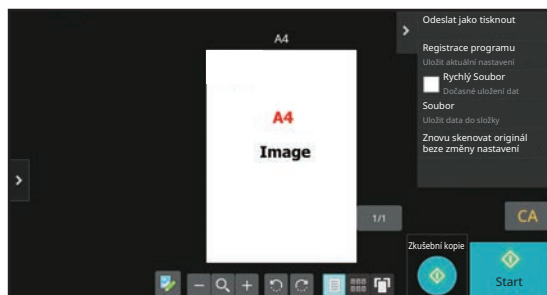 A4
A4
Image
1/1
Odeslat jako tisknout
Registrace programu
Uložit aktuální nastavení
Rychlý Soubor
Dočasné uložení dat
Soubor
Uložit data do složky
Znovu skenovat originál
beze změny nastavení
CA
Zkušební kopie
Start